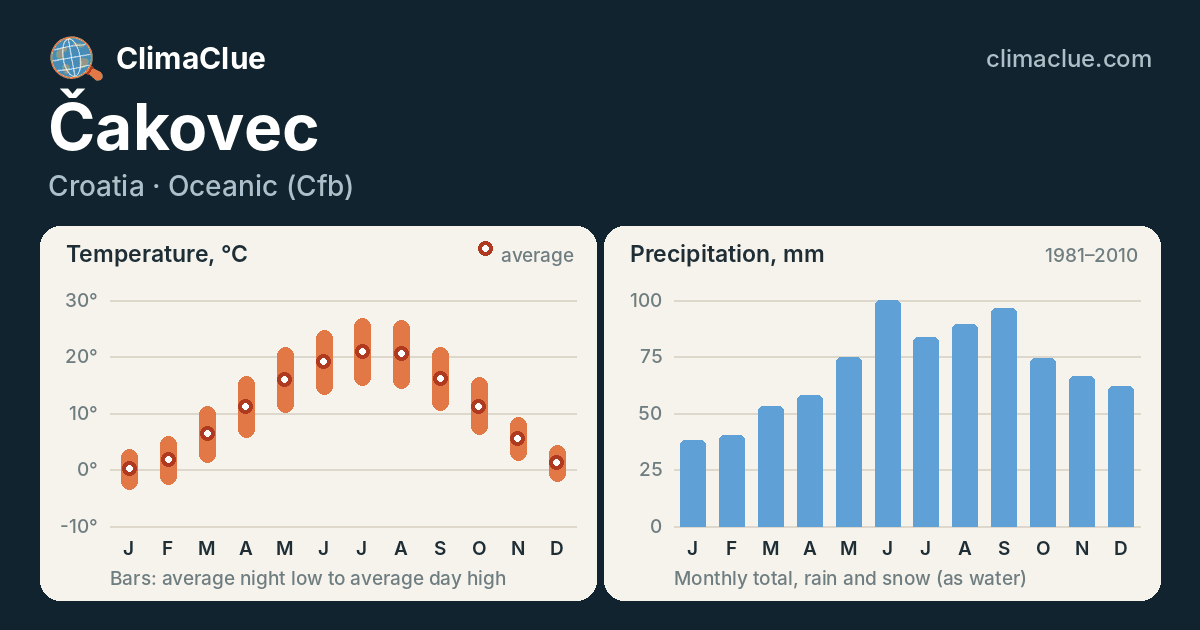 ClimaClue
climaclue.com
Čakovec
Croatia · Oceanic (Cfb)
Temperature, °C
average
30°
20°
10°
0°
-10°
J F M A M J J A S O N D
Bars: average night low to average day high
Precipitation, mm
1981–2010
100
75
50
25
0
J F M A M J J A S O N D
Monthly total, rain and snow (as water)